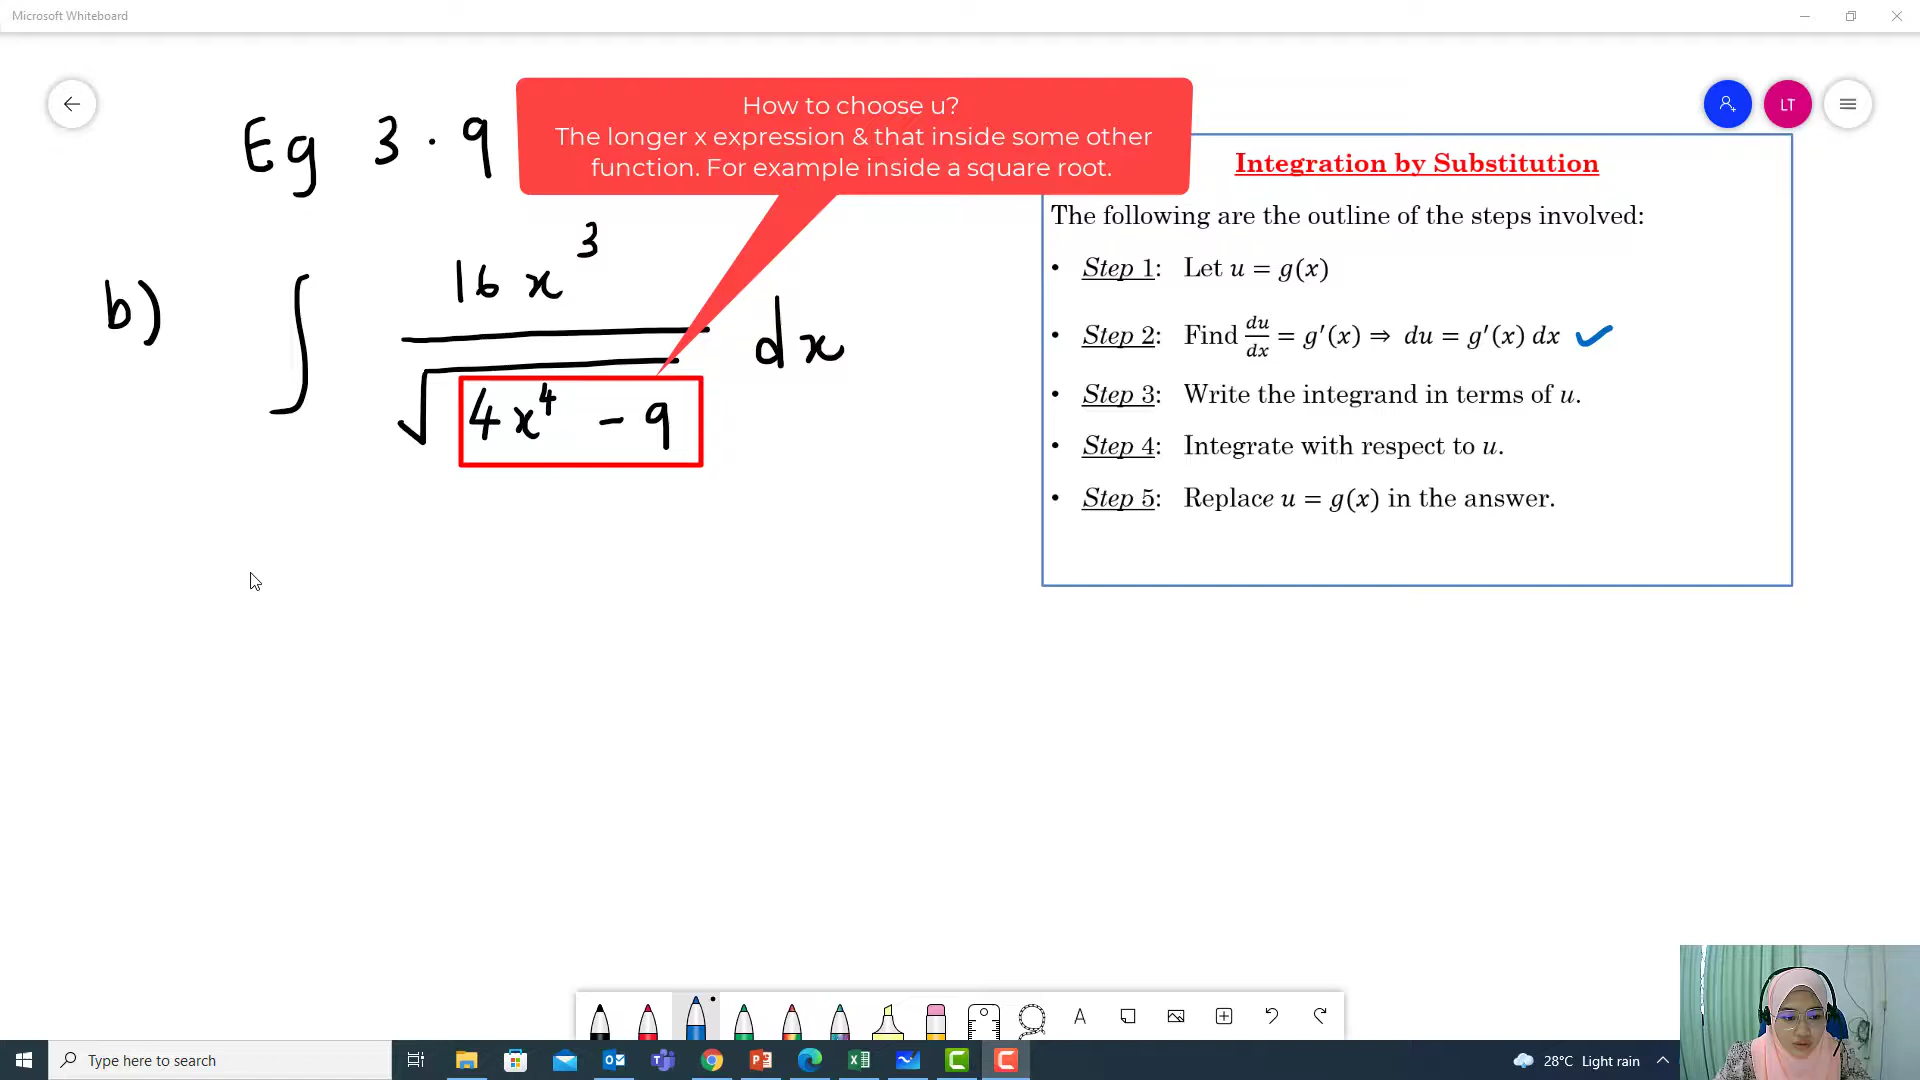 Microsoft Whiteboard
LT
Eg 3.9
How to choose u?
The longer x expression & that inside some other
function. For example inside a square root.
b) ∫ 16x³ / √(4x⁴ - 9) dx
Integration by Substitution
The following are the outline of the steps involved:
• Step 1: Let u = g(x)
• Step 2: Find du/dx = g′(x) ⇒ du = g′(x) dx
• Step 3: Write the integrand in terms of u.
• Step 4: Integrate with respect to u.
• Step 5: Replace u = g(x) in the answer.
A
Type here to search
28°C Light rain